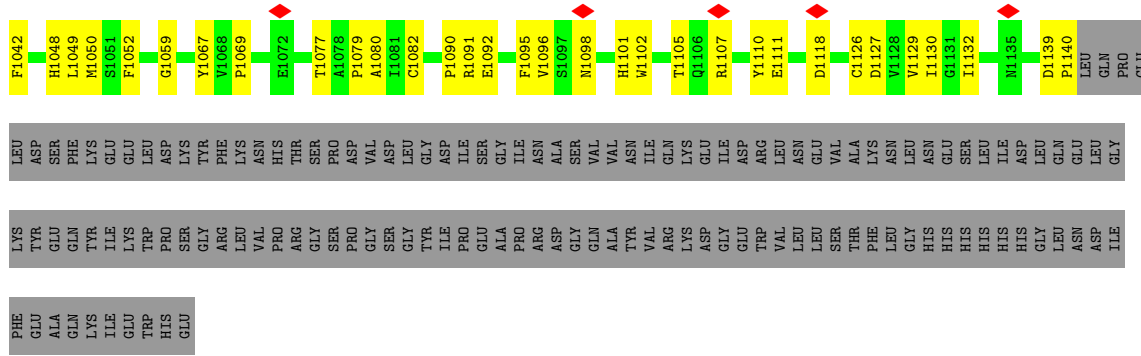 F1042 H1048 L1049 M1050 S1051 F1052 G1059 Y1067 V1068 P1069 E1072 T1077 A1078 P1079 A1080 I1081 C1082 P1090 R1091 E1092 F1095 V1096 S1097 N1098 H1101 W1102 T1105 Q1106 R1107 Y1110 E1111 D1118 C1126 D1127 V1128 V1129 I1130 G1131 I1132 N1135 D1139 P1140 LEU GLN PRO GLU
LEU ASP SER PHE LYS GLU GLU LEU ASP LYS TYR PHE LYS ASN HIS THR SER PRO ASP VAL ASP LEU GLY ASP ILE SER GLY ILE ASN ALA SER VAL VAL ASN ILE GLN LYS GLU ILE ASP ARG LEU ASN GLU VAL ALA LYS ASN LEU ASN GLU SER LEU ILE ASP LEU GLN GLU LEU GLY
LYS TYR GLU GLN TYR ILE LYS TRP PRO SER GLY ARG LEU VAL PRO ARG GLY SER PRO GLY SER GLY TYR ILE PRO GLU ALA PRO ARG ASP GLY GLN ALA TYR VAL ARG LYS ASP GLY GLU TRP VAL LEU LEU SER THR PHE LEU GLY HIS HIS HIS HIS HIS HIS GLY LEU ASN ASP ILE
PHE GLU ALA GLN LYS ILE GLU TRP HIS GLU